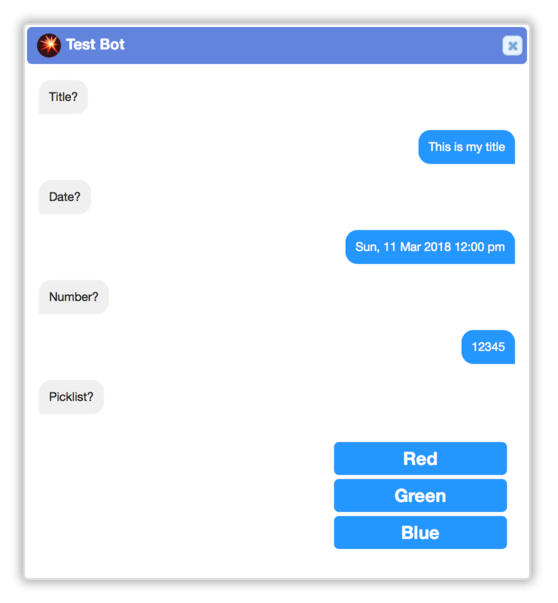 Test Bot
Title?
This is my title
Date?
Sun, 11 Mar 2018 12:00 pm
Number?
12345
Picklist?
Red
Green
Blue